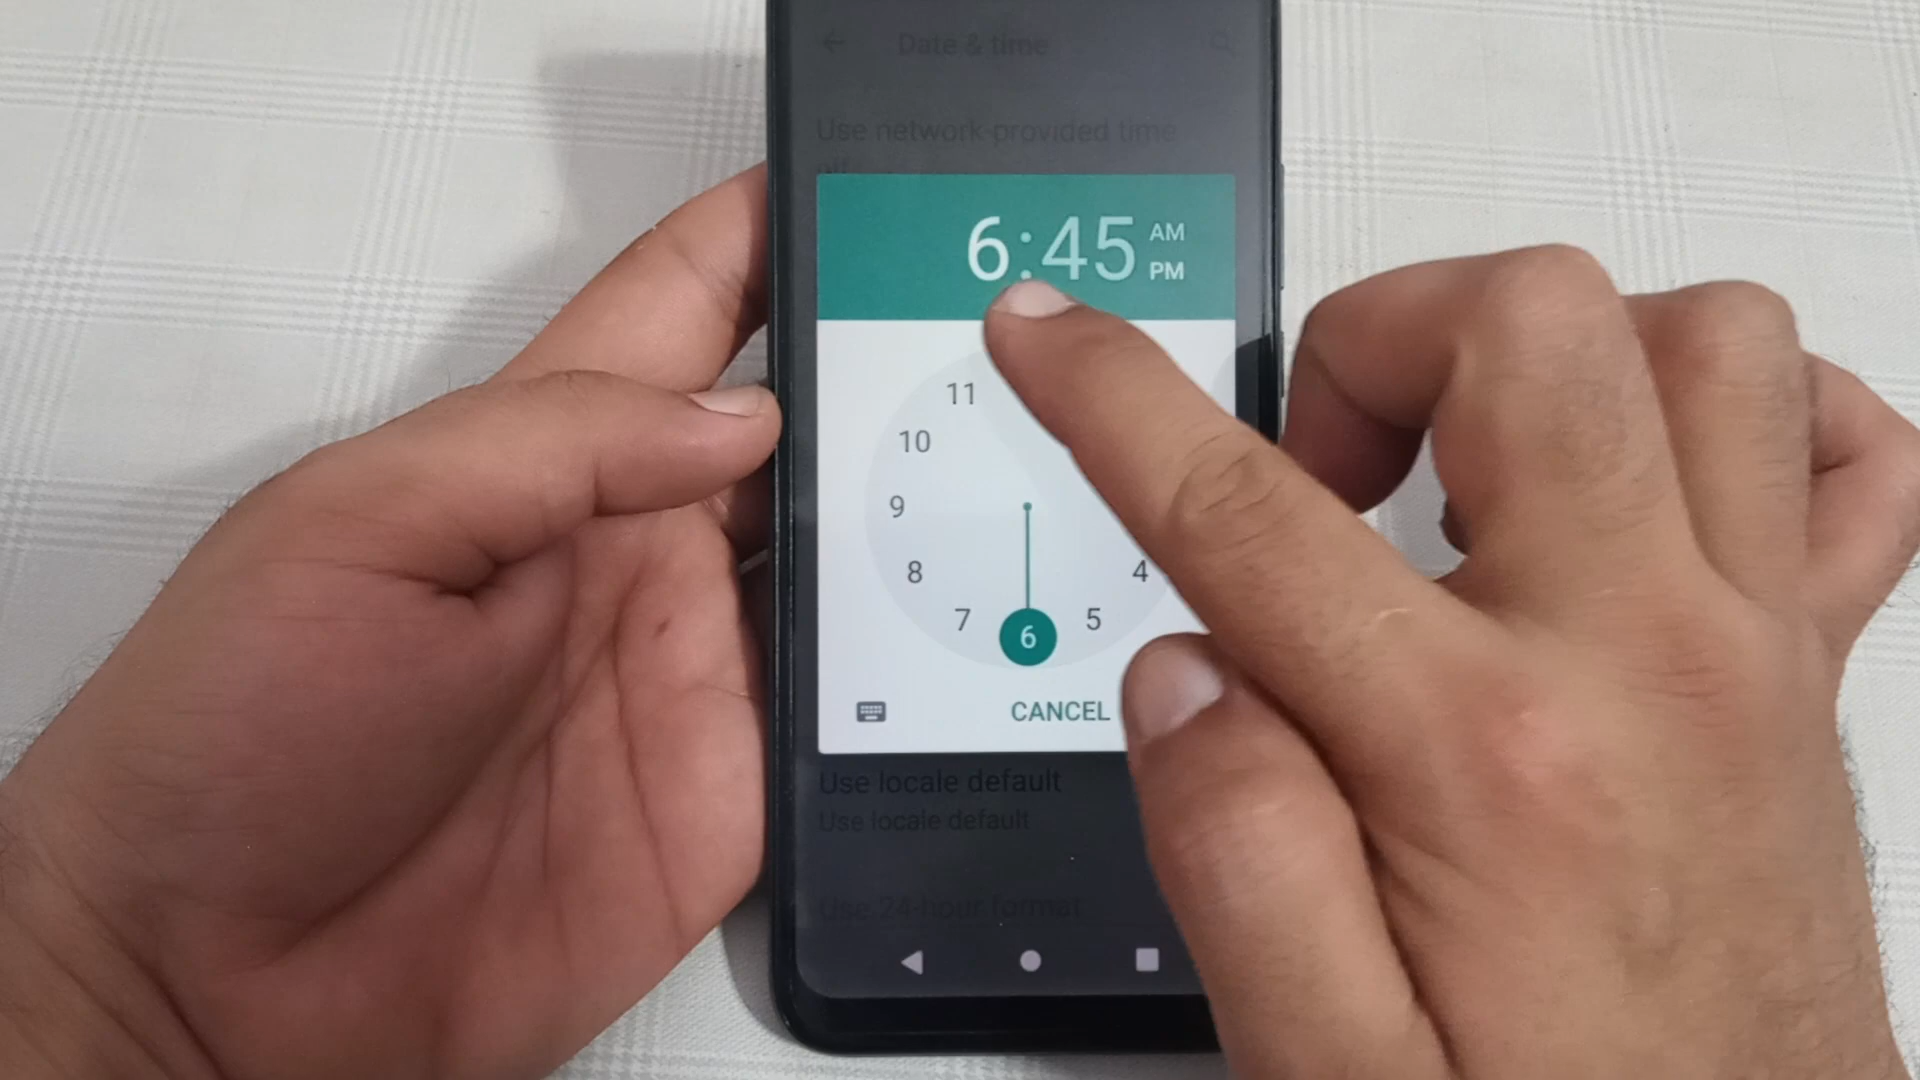 Date & time
Use network-provided time
off
6:45
AM
PM
11
10
9
8
4
7
5
6
CANCEL
Use locale default
Use locale default
Use 24-hour format